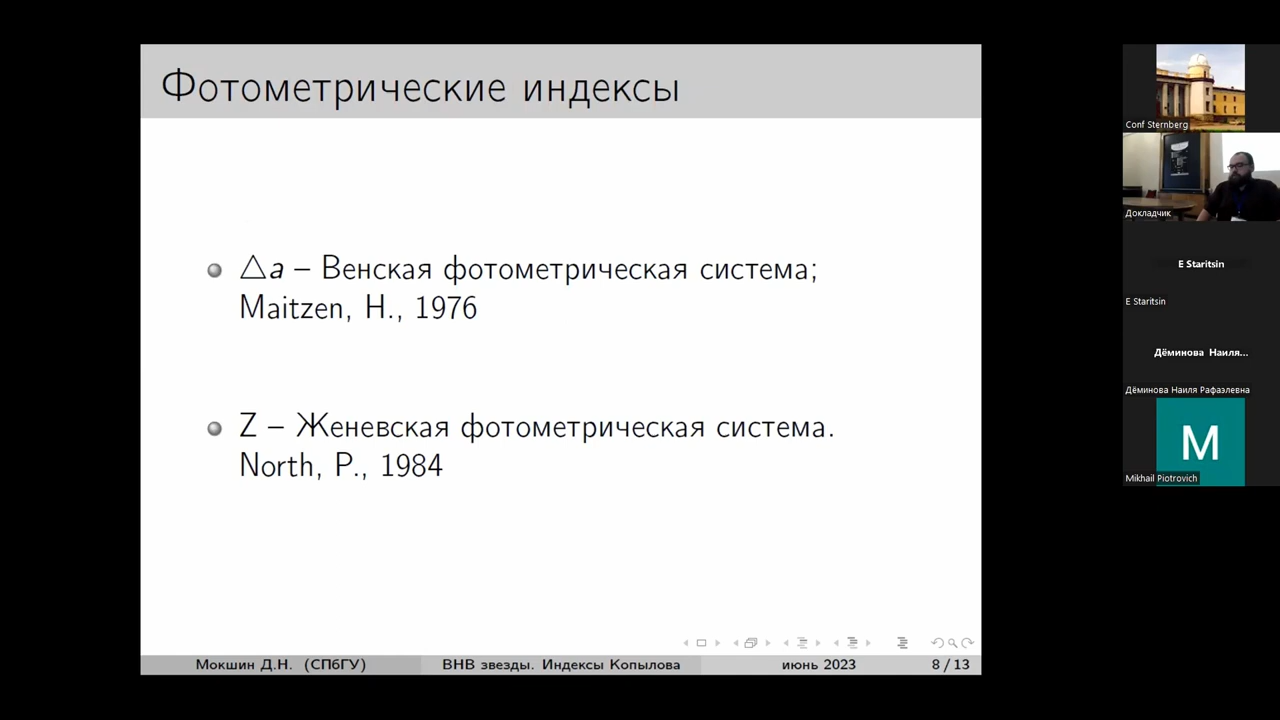 Фотометрические индексы
△a – Венская фотометрическая система;
Maitzen, H., 1976
Z – Женевская фотометрическая система.
North, P., 1984
Мокшин Д.Н. (СПбГУ)
ВНВ звезды. Индексы Копылова
июнь 2023
8 / 13
Conf Sternberg
Докладчик
E Staritsin
E Staritsin
Дёминова Наиля...
Дёминова Наиля Рафаэлевна
M
Mikhail Piotrovich